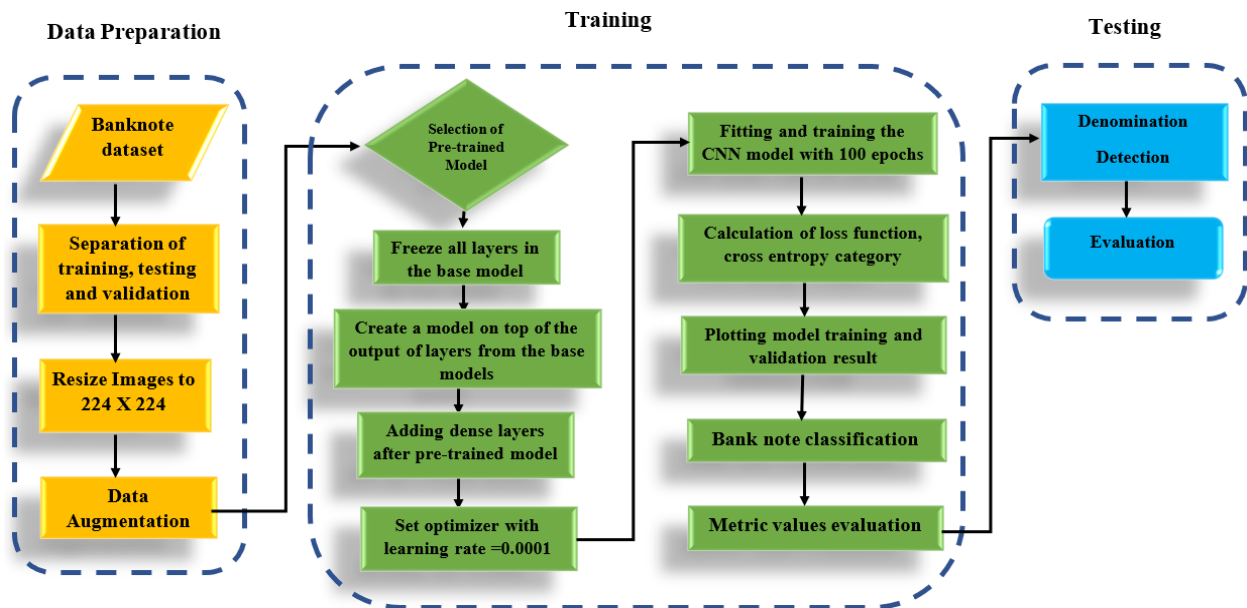 Data Preparation
Banknote
dataset
Separation of
training, testing
and validation
Resize Images to
224 X 224
Data
Augmentation
Training
Selection of
Pre-trained
Model
Freeze all layers in
the base model
Create a model on top of the
output of layers from the base
models
Adding dense layers
after pre-trained model
Set optimizer with
learning rate =0.0001
Fitting and training the
CNN model with 100 epochs
Calculation of loss function,
cross entropy category
Plotting model training and
validation result
Bank note classification
Metric values evaluation
Testing
Denomination
Detection
Evaluation